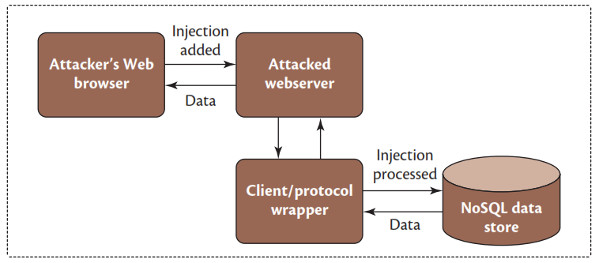 Injection
added
Attacker's Web
browser
Attacked
webserver
Data
Client/protocol
wrapper
Injection
processed
NoSQL data
store
Data